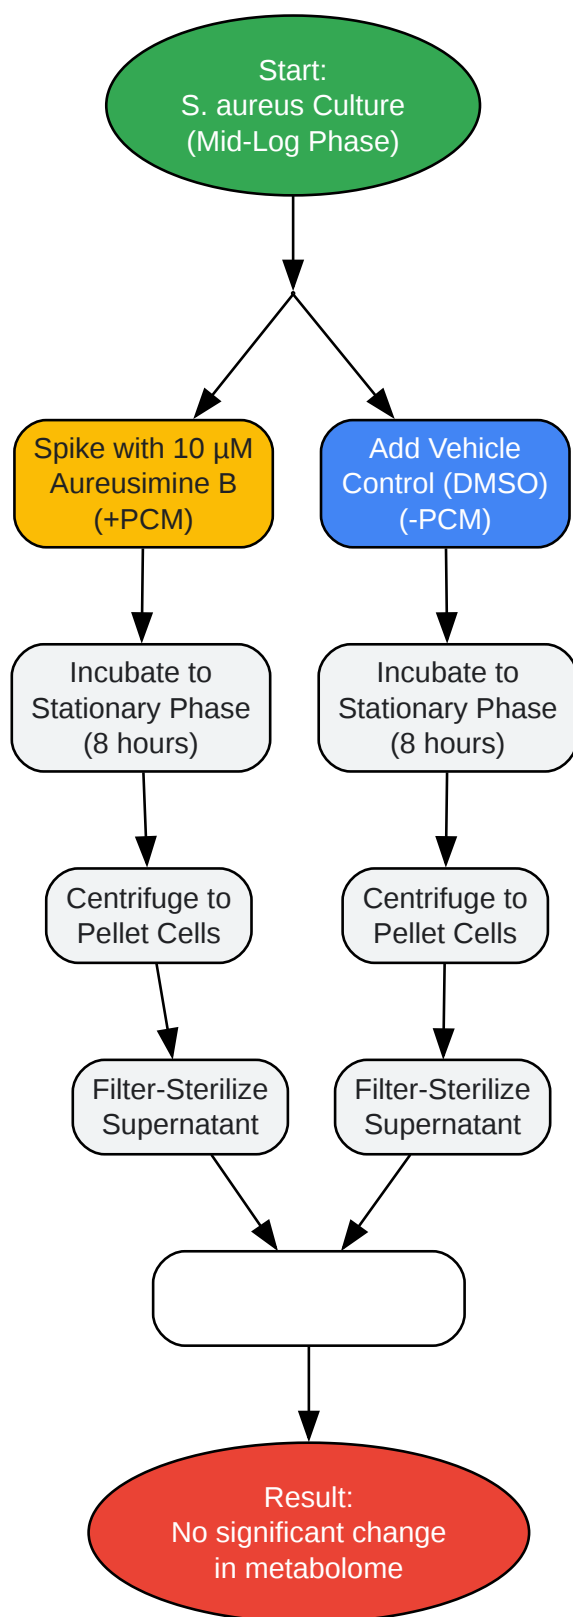 Start:
S. aureus Culture
(Mid-Log Phase)
Spike with 10 µM
Aureusimine B
(+PCM)
Add Vehicle
Control (DMSO)
(-PCM)
Incubate to
Stationary Phase
(8 hours)
Incubate to
Stationary Phase
(8 hours)
Centrifuge to
Pellet Cells
Centrifuge to
Pellet Cells
Filter-Sterilize
Supernatant
Filter-Sterilize
Supernatant
Result:
No significant change
in metabolome